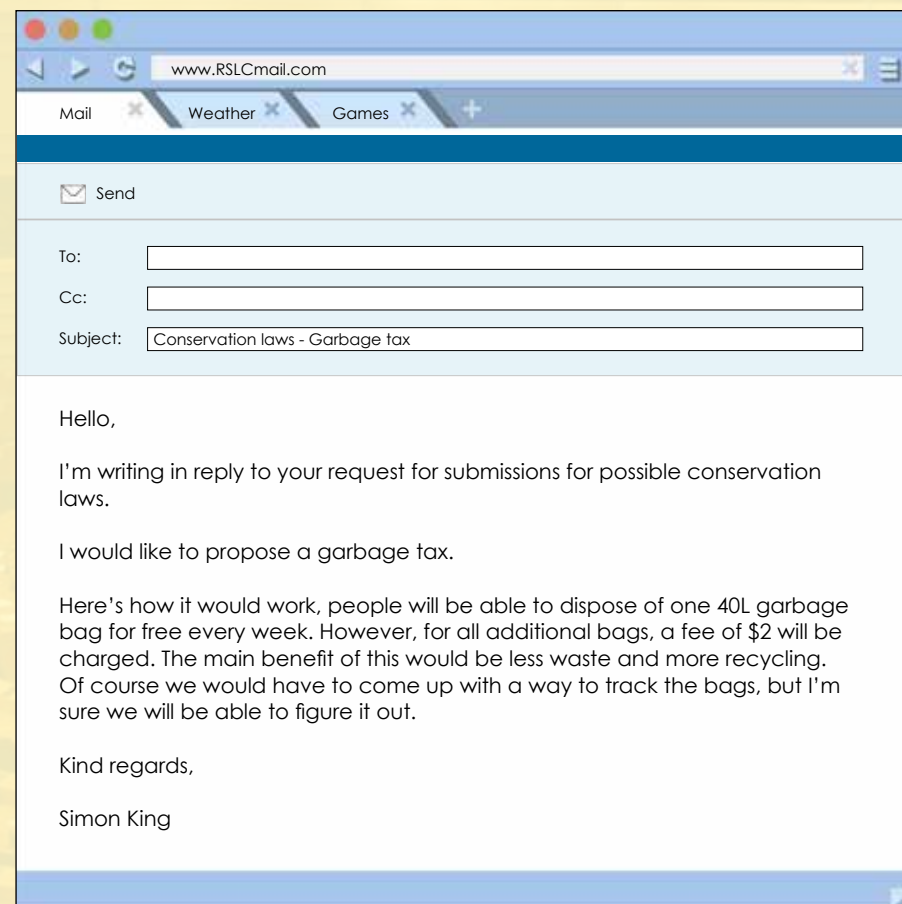 www.RSLCmail.com
Mail
Weather
Games
Send
To:
Cc:
Subject: Conservation laws - Garbage tax
Hello,
I'm writing in reply to your request for submissions for possible conservation
laws.
I would like to propose a garbage tax.
Here's how it would work, people will be able to dispose of one 40L garbage
bag for free every week. However, for all additional bags, a fee of $2 will be
charged. The main benefit of this would be less waste and more recycling.
Of course we would have to come up with a way to track the bags, but I'm
sure we will be able to figure it out.
Kind regards,
Simon King